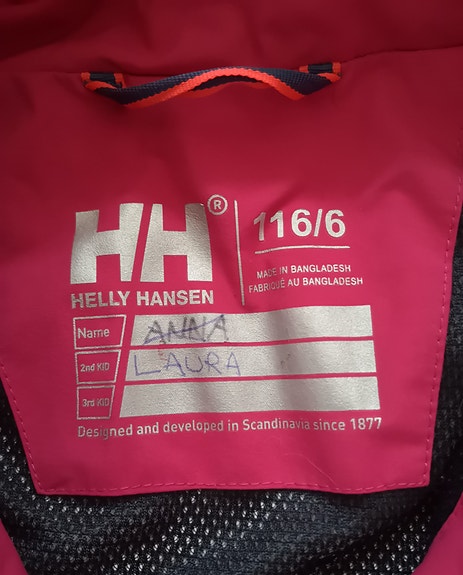 HH®
116/6
MADE IN BANGLADESH
FABRIQUÉ AU BANGLADESH
HELLY HANSEN
Name ANNA
2nd KID LAURA
3rd KID
Designed and developed in Scandinavia since 1877